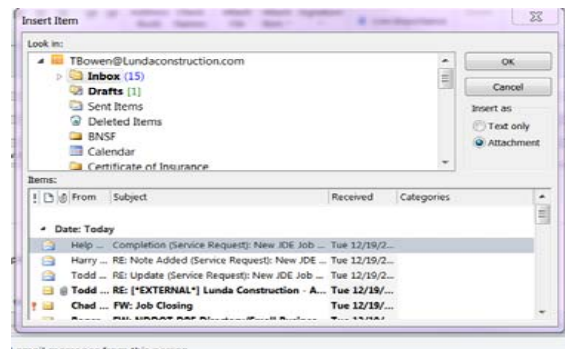 Insert Item
Look in:
TBowen@Lundaconstruction.com
Inbox (15)
Drafts [1]
Sent Items
Deleted Items
BNSF
Calendar
Certificate of Insurance
OK
Cancel
Insert as
Text only
Attachment
Items:
From Subject Received Categories
Date: Today
Help ... Completion (Service Request): New JDE Job ... Tue 12/19/2...
Harry ... RE: Note Added (Service Request): New JDE Job ... Tue 12/19/2...
Todd ... RE: Update (Service Request): New JDE Job ... Tue 12/19/2...
Todd ... RE: [*EXTERNAL*] Lunda Construction - A... Tue 12/19/...
Chad ... FW: Job Closing Tue 12/19/...